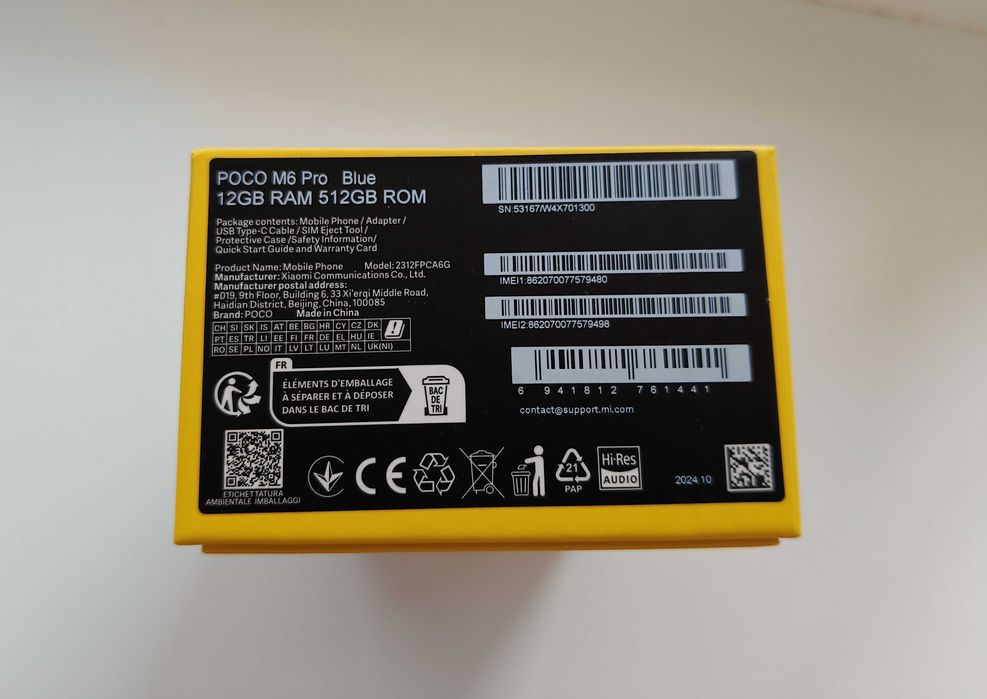 POCO M6 Pro Blue
12GB RAM 512GB ROM
Package contents: Mobile Phone / Adapter /
USB Type-C Cable / SIM Eject Tool /
Protective Case /Safety Information/
Quick Start Guide and Warranty Card
Product Name: Mobile Phone Model: 2312FPCA6G
Manufacturer: Xiaomi Communications Co., Ltd.
Manufacturer postal address:
#019, 9th Floor, Building 6, 33 Xi'erqi Middle Road,
Haidian District, Beijing, China, 100085
Brand: POCO Made in China
CH SI SK IS AT BE BG HR CY CZ DK
PT ES TR LI EE FI FR DE EL HU IE
RO SE PL NO IT LV LT LU MT NL UK(NI)
FR
ÉLÉMENTS D'EMBALLAGE
À SÉPARER ET À DÉPOSER
DANS LE BAC DE TRI
BAC
DE
TRI
ETICHETTATURA
AMBIENTALE IMBALLAGGI
SN:53167/W4X701300
IMEI1:862070077579480
IMEI2:862070077579498
6 941812 761441
contact@support.mi.com
CE
21
PAP
Hi-Res
AUDIO
2024.10